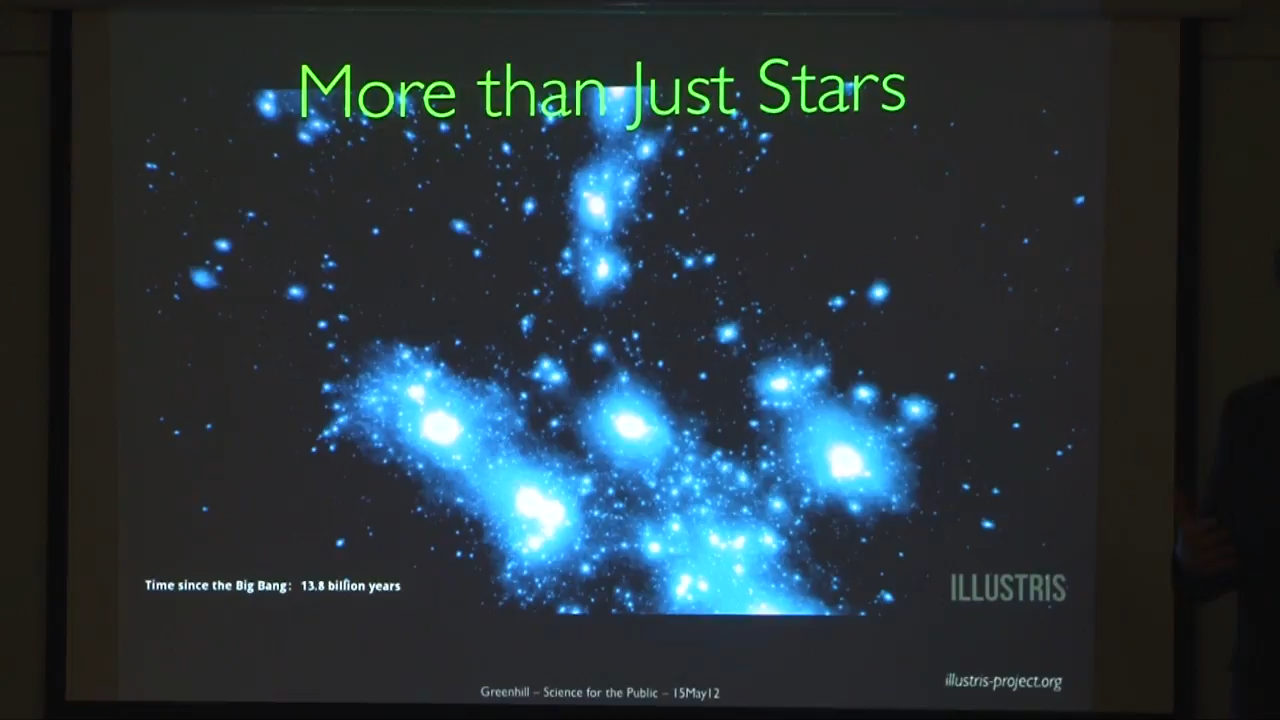 More than Just Stars
Time since the Big Bang: 13.8 billion years
ILLUSTRIS
illustris-project.org
Greenhill – Science for the Public – 15May12